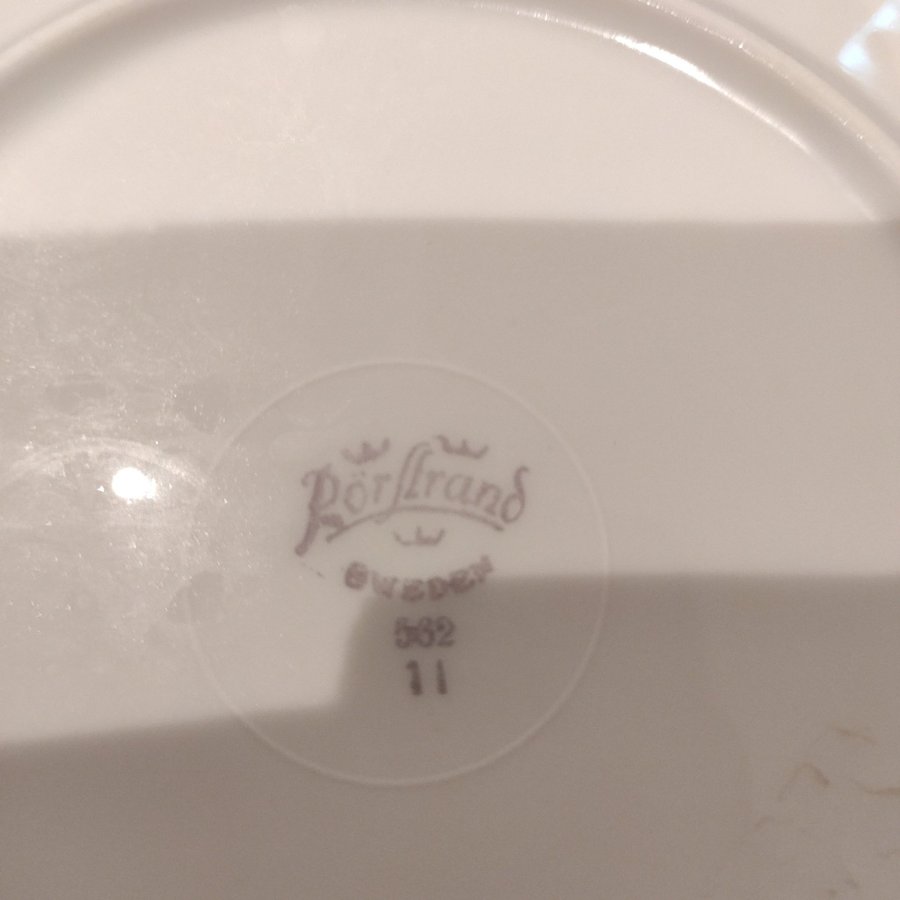 Rörstrand
SWEDEN
562
11